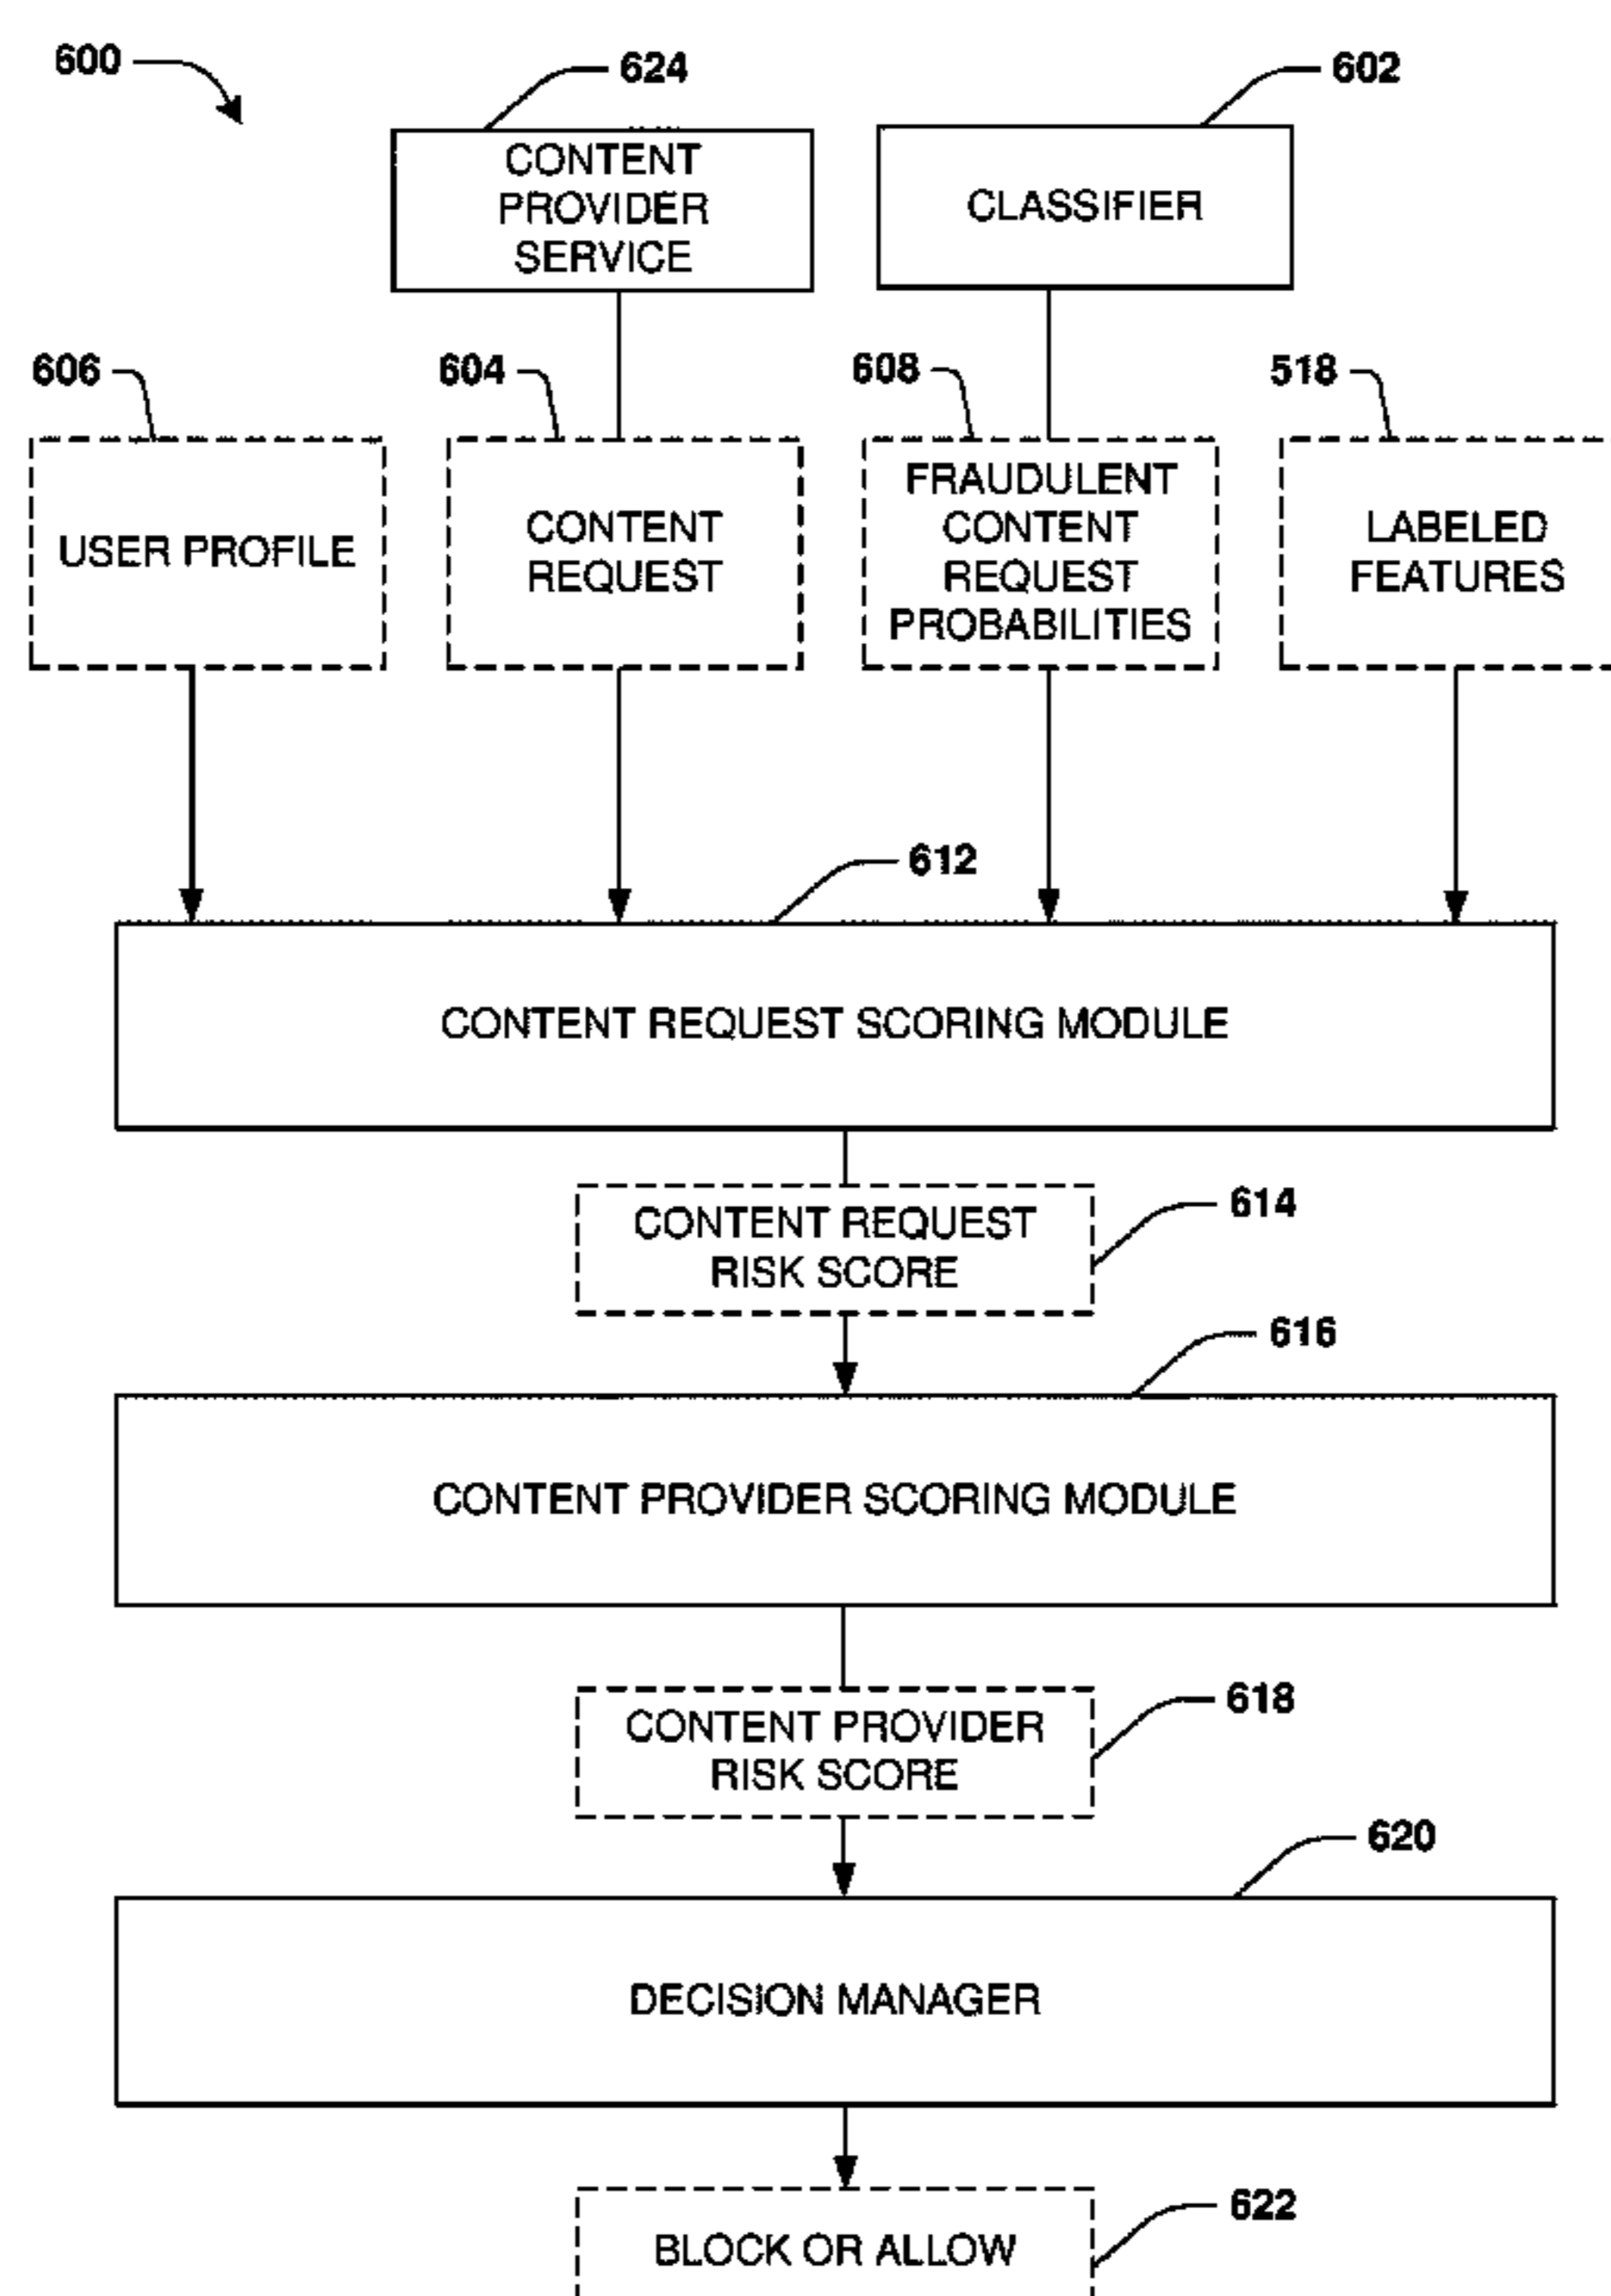 600
624
602
CONTENT
PROVIDER
SERVICE
CLASSIFIER
606
604
608
518
USER PROFILE
CONTENT
REQUEST
FRAUDULENT
CONTENT
REQUEST
PROBABILITIES
LABELED
FEATURES
612
CONTENT REQUEST SCORING MODULE
CONTENT REQUEST
RISK SCORE
614
616
CONTENT PROVIDER SCORING MODULE
CONTENT PROVIDER
RISK SCORE
618
620
DECISION MANAGER
622
BLOCK OR ALLOW